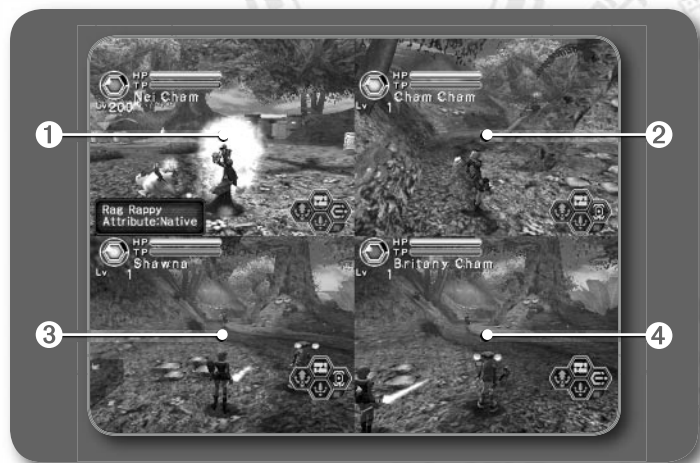 HP
TP
Nei Cham
Lv 200
HP
TP
Cham Cham
Lv 1
1
2
Rag Rappy
Attribute:Native
HP
TP
Shawna
Lv 1
HP
TP
Britany Cham
Lv 1
3
4